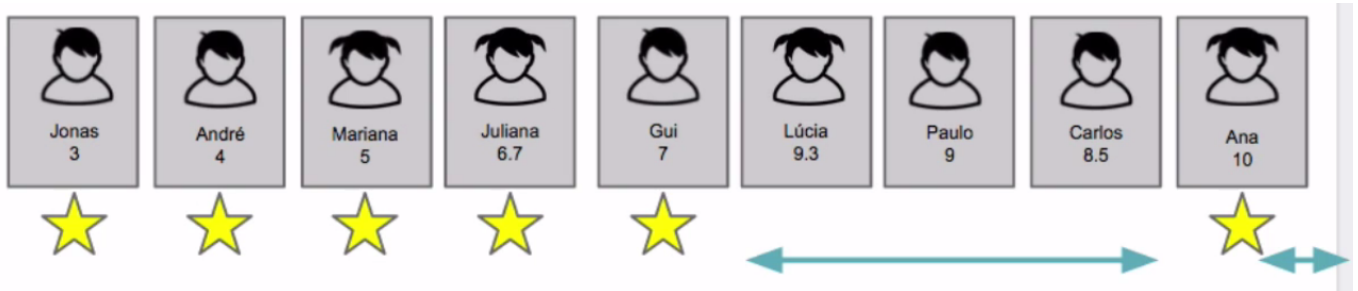 Jonas
3
André
4
Mariana
5
Juliana
6.7
Gui
7
Lúcia
9.3
Paulo
9
Carlos
8.5
Ana
10